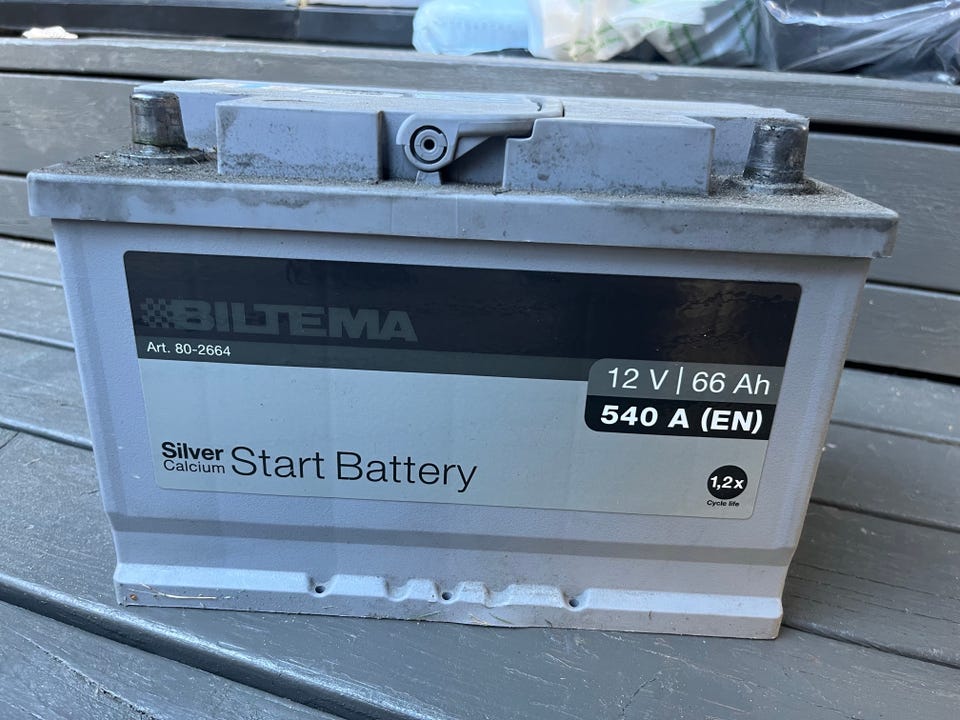 BILTEMA
Art. 80-2664
12 V | 66 Ah
540 A (EN)
Silver
Calcium
Start Battery
1,2x
Cycle life